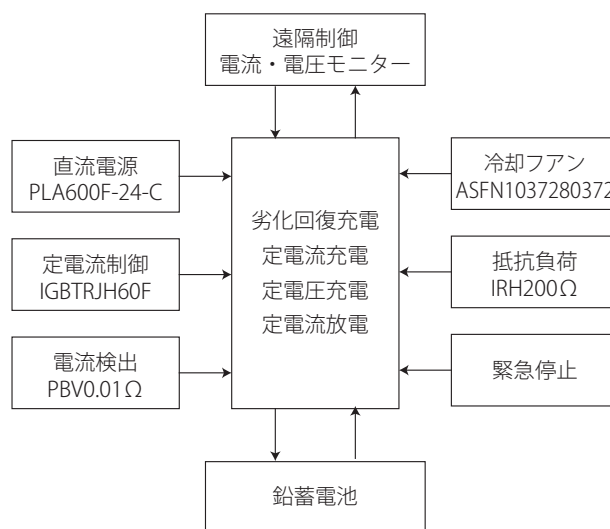 遠隔制御
電流・電圧モニター
直流電源
PLA600F-24-C
定電流制御
IGBTRJH60F
電流検出
PBV0.01Ω
劣化回復充電
定電流充電
定電圧充電
定電流放電
冷却フアン
ASFN1037280372
抵抗負荷
IRH200Ω
緊急停止
鉛蓄電池